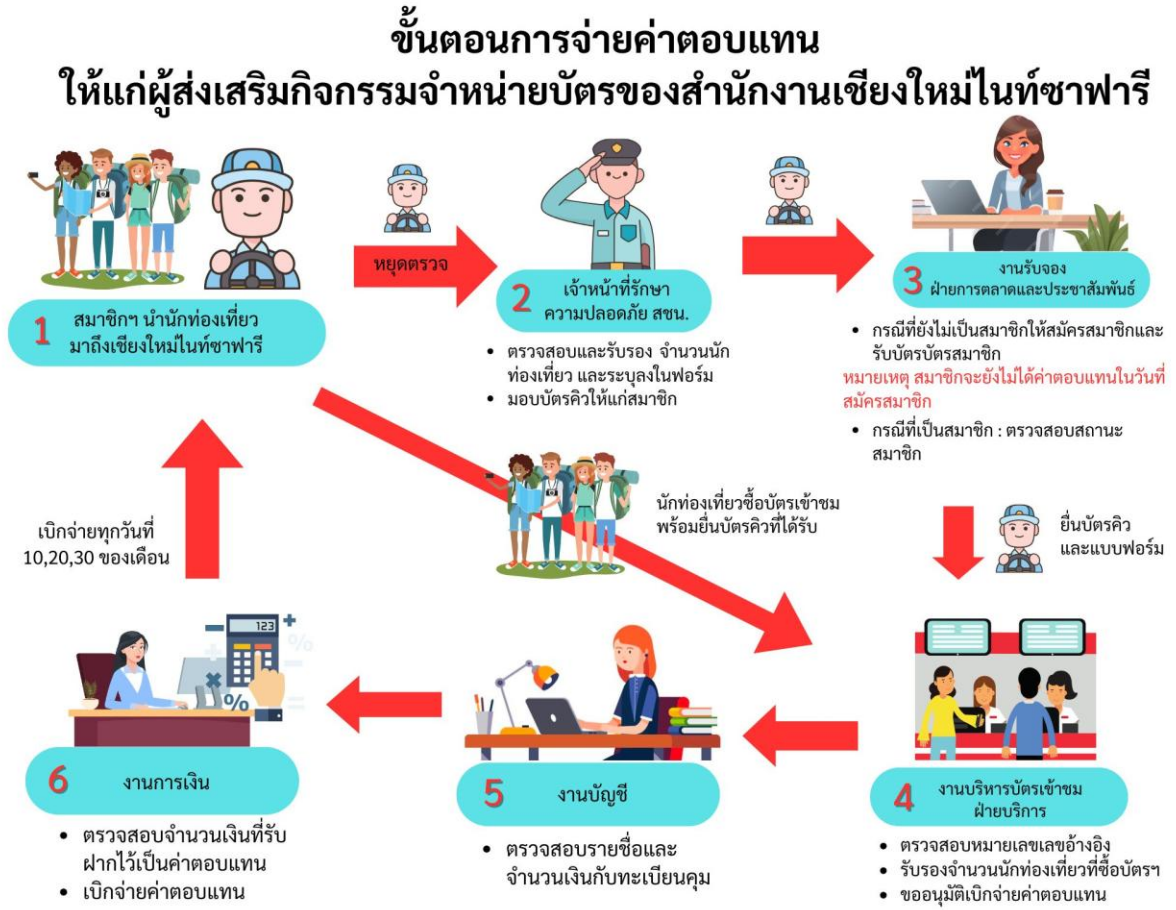 ขั้นตอนการจ่ายค่าตอบแทน
ให้แก่ผู้ส่งเสริมกิจกรรมจำหน่ายบัตรของสำนักงานเชียงใหม่ไนท์ซาฟารี
1
สมาชิกฯ นำนักท่องเที่ยว
มาถึงเชียงใหม่ไนท์ซาฟารี
หยุดตรวจ
2
เจ้าหน้าที่รักษา
ความปลอดภัย สชน.
• ตรวจสอบและรับรอง จำนวนนัก
ท่องเที่ยว และระบุลงในฟอร์ม
• มอบบัตรคิวให้แก่สมาชิก
3
งานรับจอง
ฝ่ายการตลาดและประชาสัมพันธ์
• กรณีที่ยังไม่เป็นสมาชิกให้สมัครสมาชิกและ
รับบัตรบัตรสมาชิก
หมายเหตุ สมาชิกจะยังไม่ได้ค่าตอบแทนในวันที่
สมัครสมาชิก
• กรณีที่เป็นสมาชิก : ตรวจสอบสถานะ
สมาชิก
นักท่องเที่ยวซื้อบัตรเข้าชม
พร้อมยื่นบัตรคิวที่ได้รับ
ยื่นบัตรคิว
และแบบฟอร์ม
4
งานบริหารบัตรเข้าชม
ฝ่ายบริการ
• ตรวจสอบหมายเลขเลขอ้างอิง
• รับรองจำนวนนักท่องเที่ยวที่ซื้อบัตรฯ
• ขออนุมัติเบิกจ่ายค่าตอบแทน
5
งานบัญชี
• ตรวจสอบรายชื่อและ
จำนวนเงินกับทะเบียนคุม
123
%
%
6
งานการเงิน
• ตรวจสอบจำนวนเงินที่รับ
ฝากไว้เป็นค่าตอบแทน
• เบิกจ่ายค่าตอบแทน
เบิกจ่ายทุกวันที่
10,20,30 ของเดือน